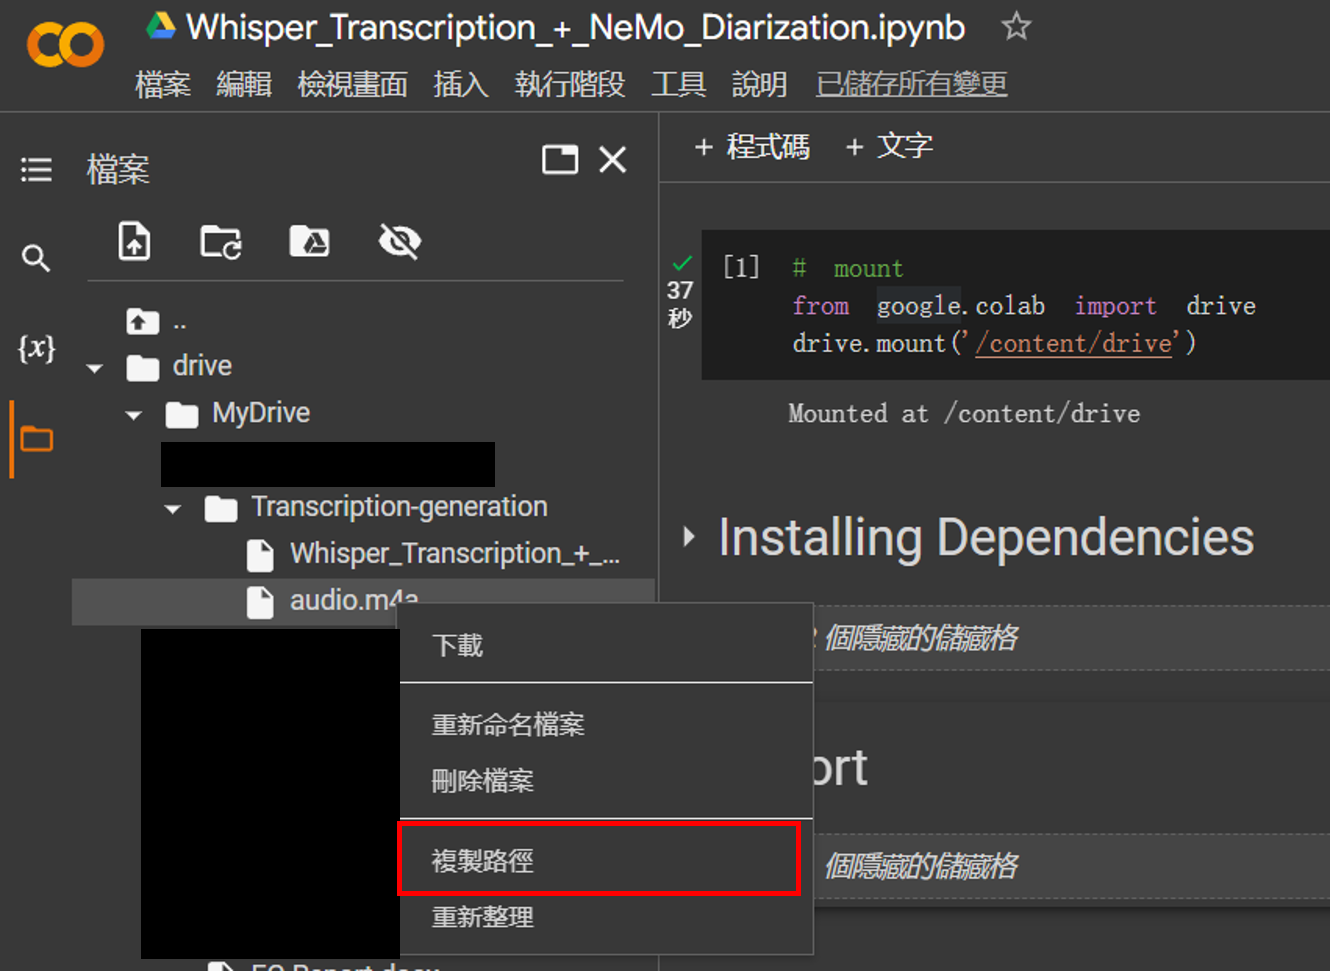 Whisper_Transcription_+_NeMo_Diarization.ipynb
檔案 編輯 檢視畫面 插入 執行階段 工具 說明 已儲存所有變更
檔案
+ 程式碼 + 文字
{x}
..
drive
MyDrive
Transcription-generation
Whisper_Transcription_+_...
audio.m4a
下載
重新命名檔案
刪除檔案
複製路徑
重新整理
37
秒
[1] # mount
from google.colab import drive
drive.mount('/content/drive')
Mounted at /content/drive
Installing Dependencies
個隱藏的儲藏格
ort
個隱藏的儲藏格